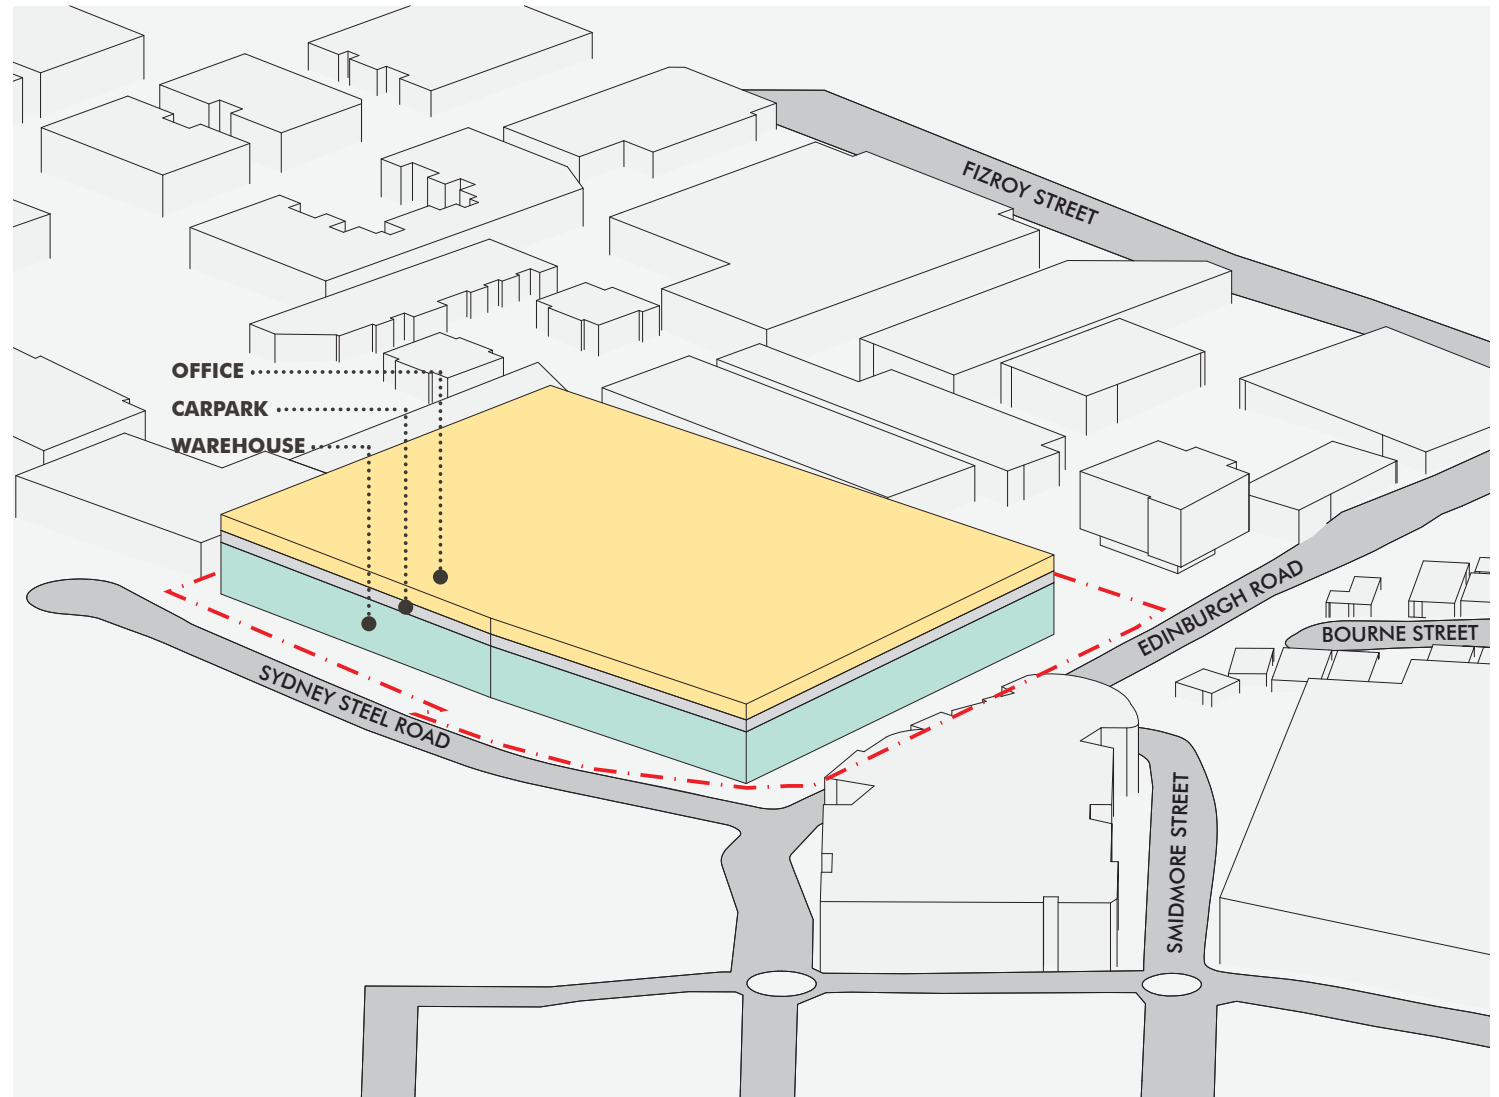 FIZROY STREET
OFFICE
CARPARK
WAREHOUSE
EDINBURGH ROAD
BOURNE STREET
SYDNEY STEEL ROAD
SMIDMORE STREET